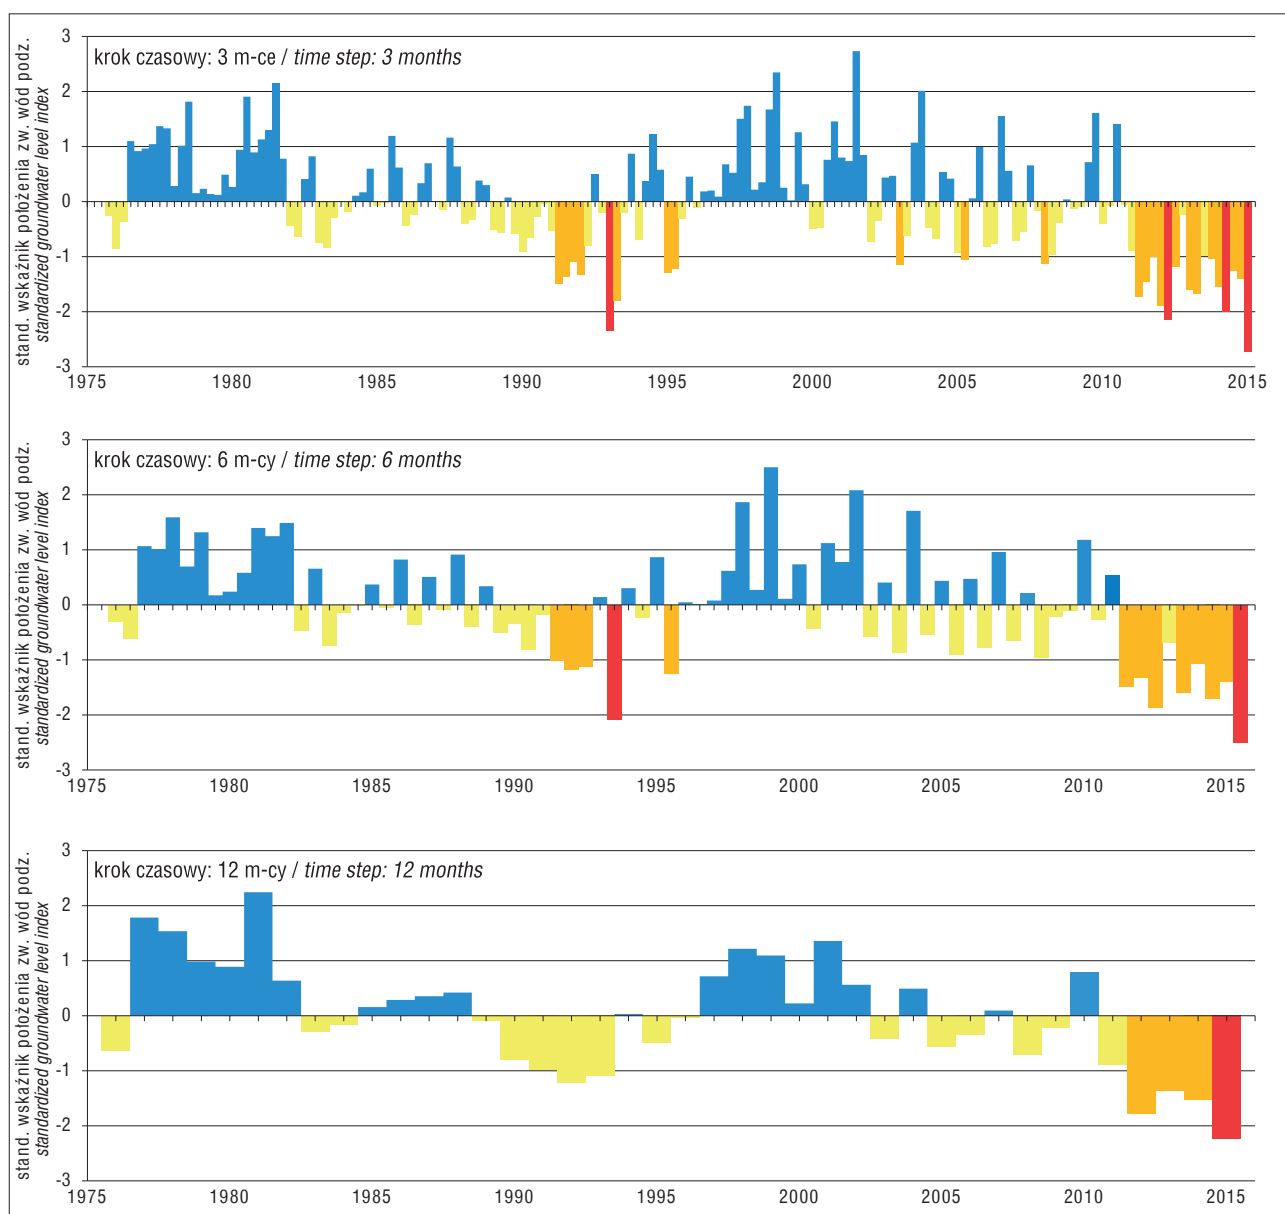 stand. wskaźnik położenia zw. wód podz.
standardized groundwater level index
krok czasowy: 3 m-ce / time step: 3 months
3
2
1
0
-1
-2
-3
1975 1980 1985 1990 1995 2000 2005 2010 2015
stand. wskaźnik położenia zw. wód podz.
standardized groundwater level index
krok czasowy: 6 m-cy / time step: 6 months
3
2
1
0
-1
-2
-3
1975 1980 1985 1990 1995 2000 2005 2010 2015
stand. wskaźnik położenia zw. wód podz.
standardized groundwater level index
krok czasowy: 12 m-cy / time step: 12 months
3
2
1
0
-1
-2
-3
1975 1980 1985 1990 1995 2000 2005 2010 2015